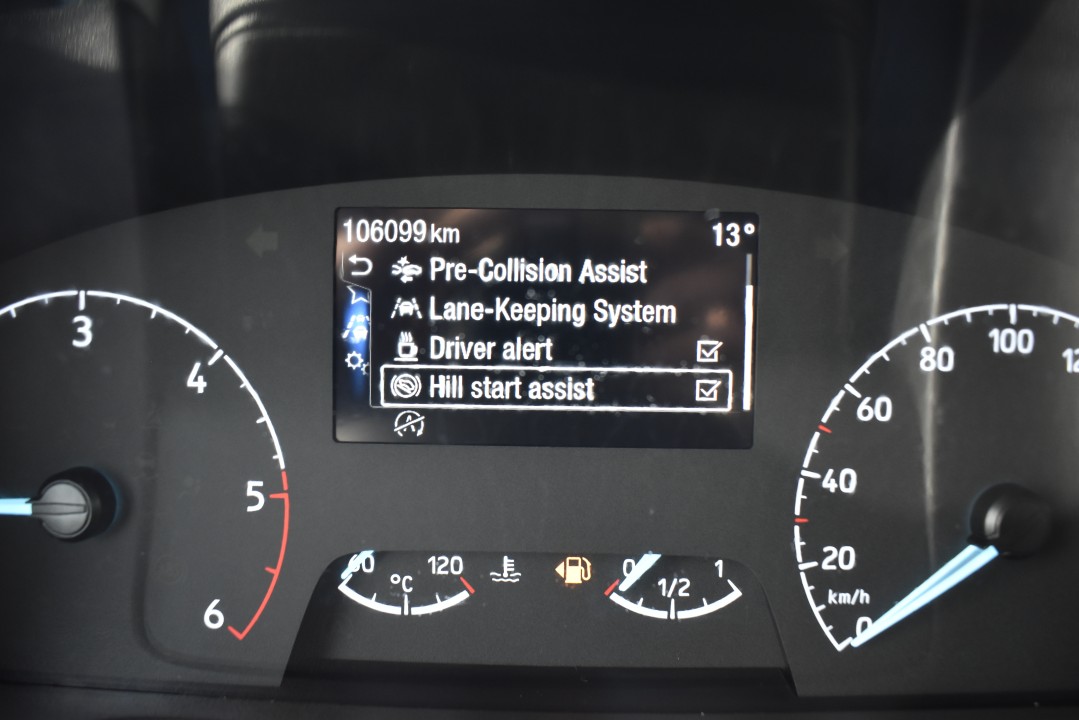 106099 km 13°
Pre-Collision Assist
Lane-Keeping System
Driver alert
Hill start assist
3
4
5
6
60 120
°C
0 1/2 1
0
20
40
60
80
100
km/h